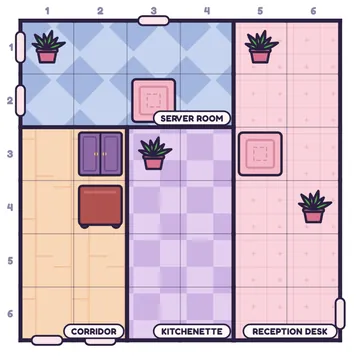 1 2 3 4 5 6
1
2
SERVER ROOM
3
4
5
6
CORRIDOR KITCHENETTE RECEPTION DESK